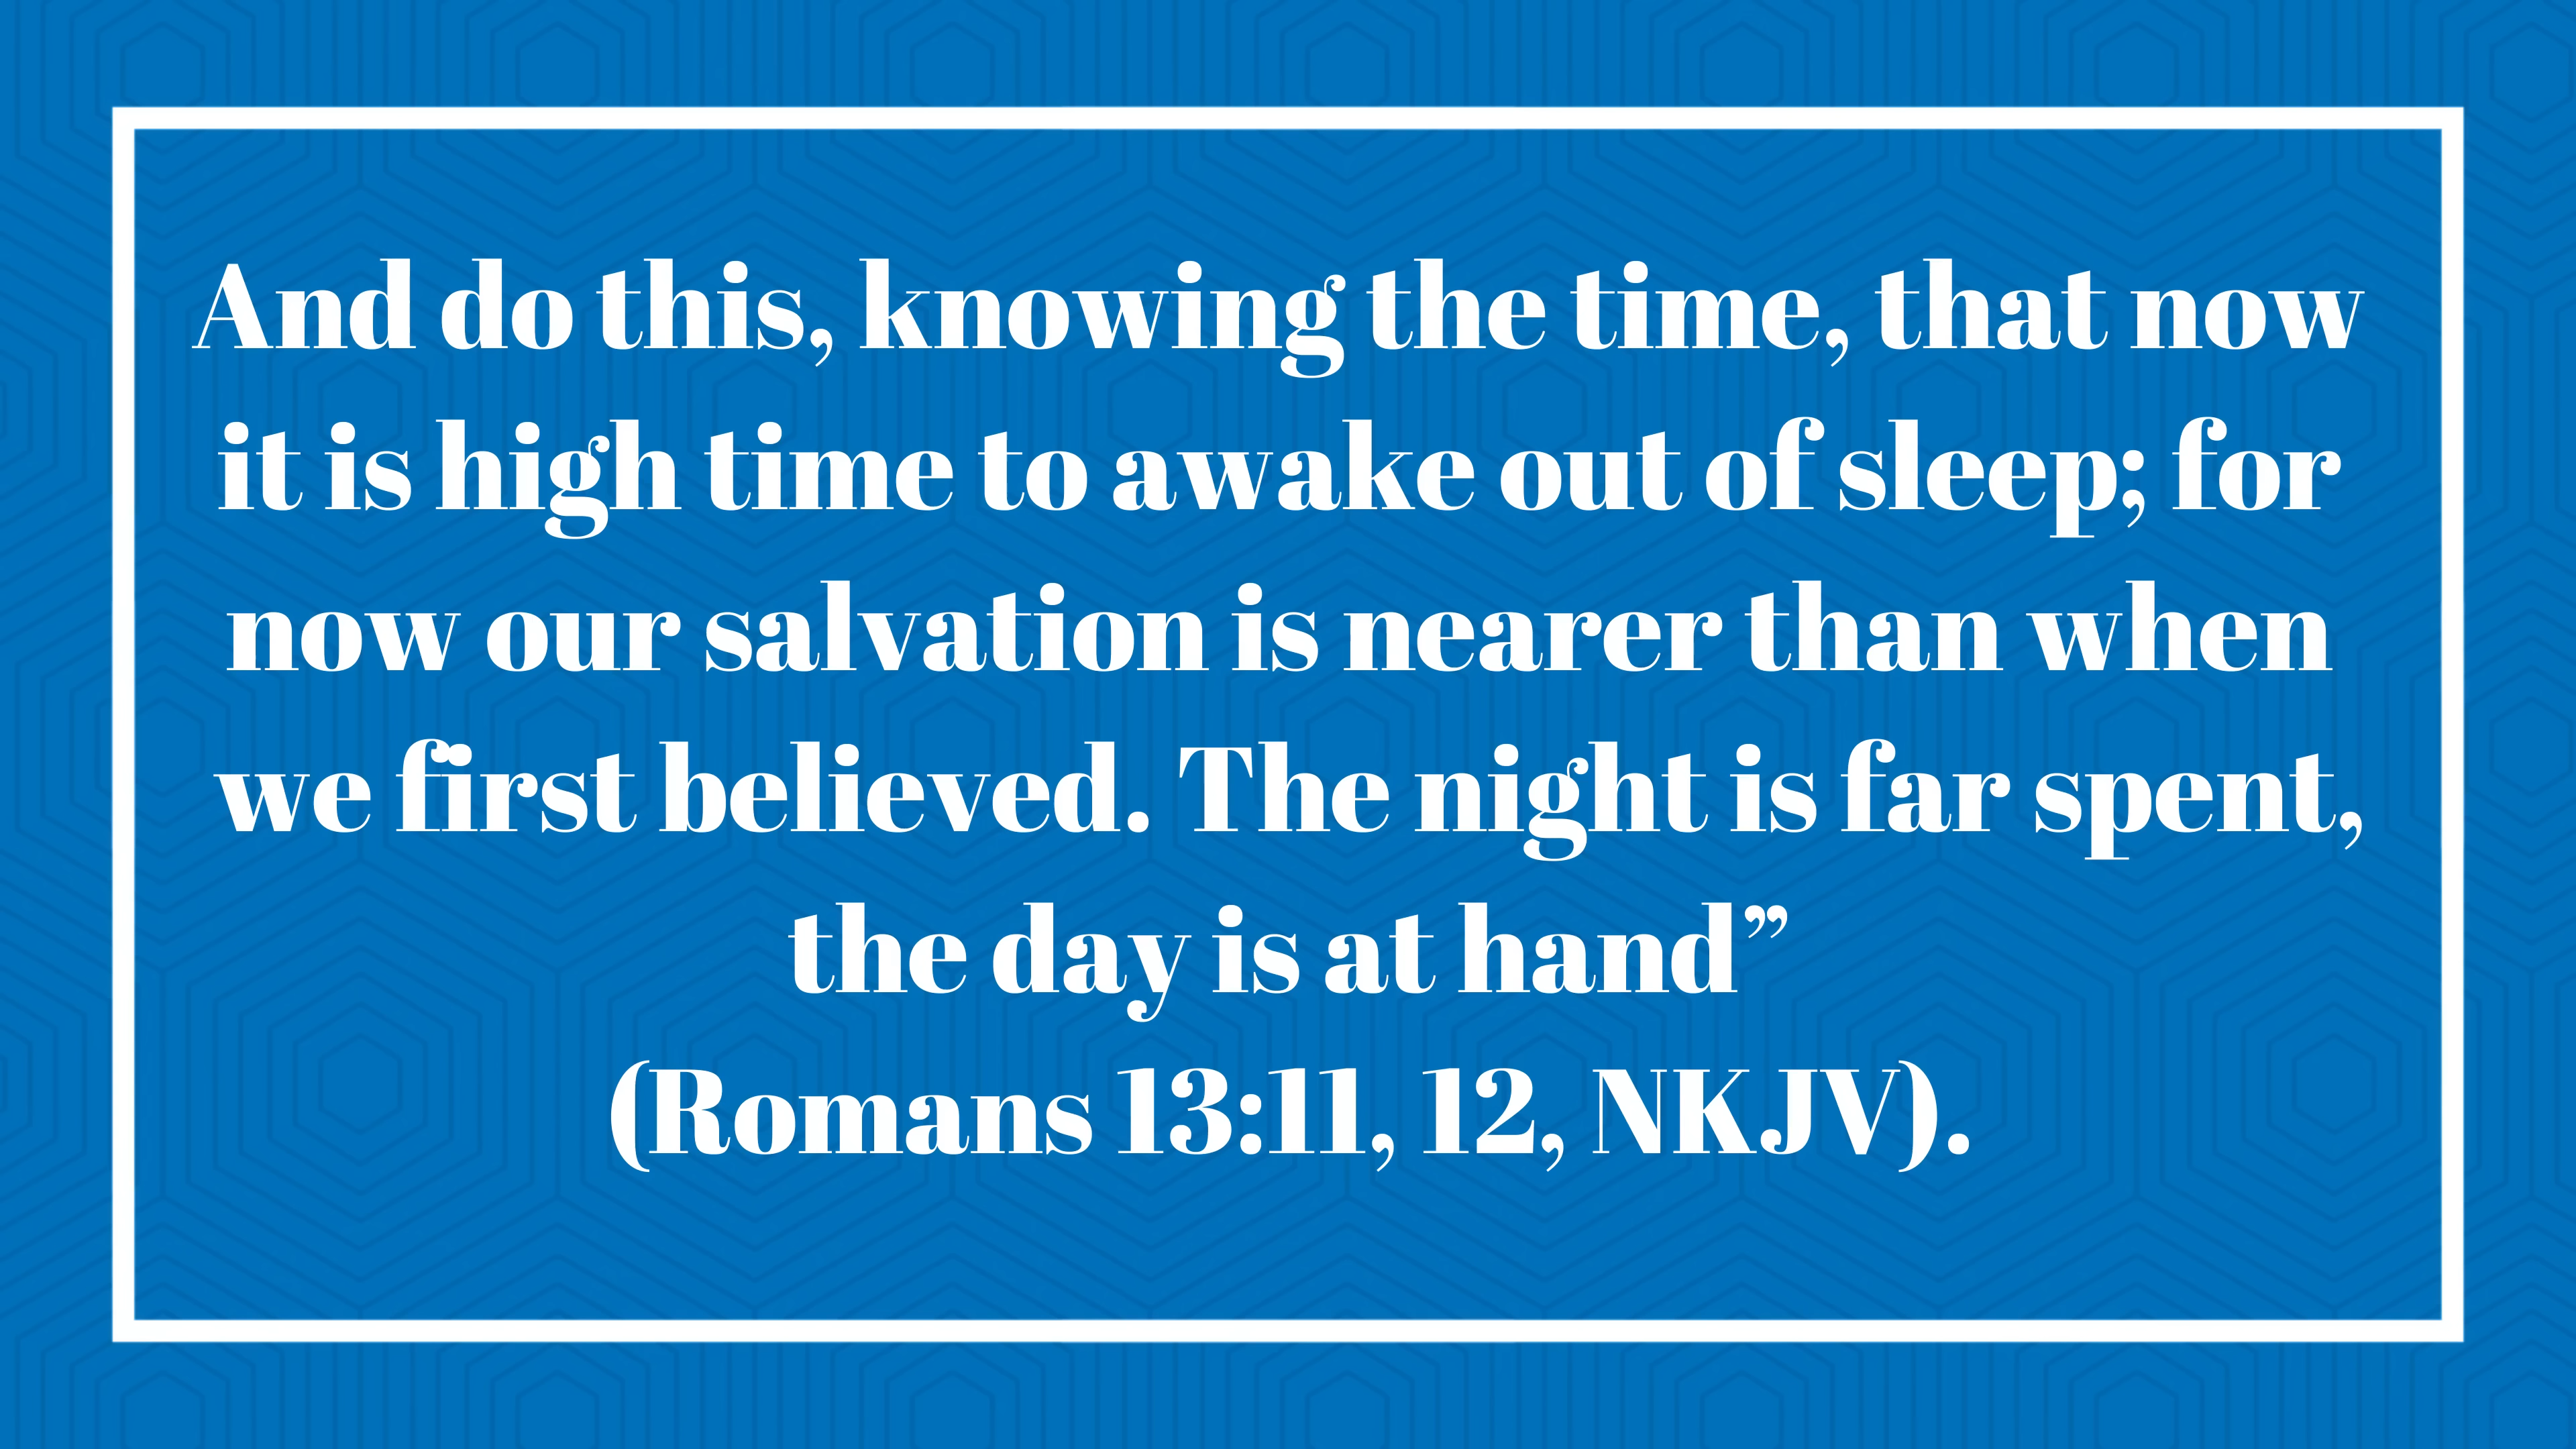 And do this, knowing the time, that now
it is high time to awake out of sleep; for
now our salvation is nearer than when
we first believed. The night is far spent,
the day is at hand”
(Romans 13:11, 12, NKJV).